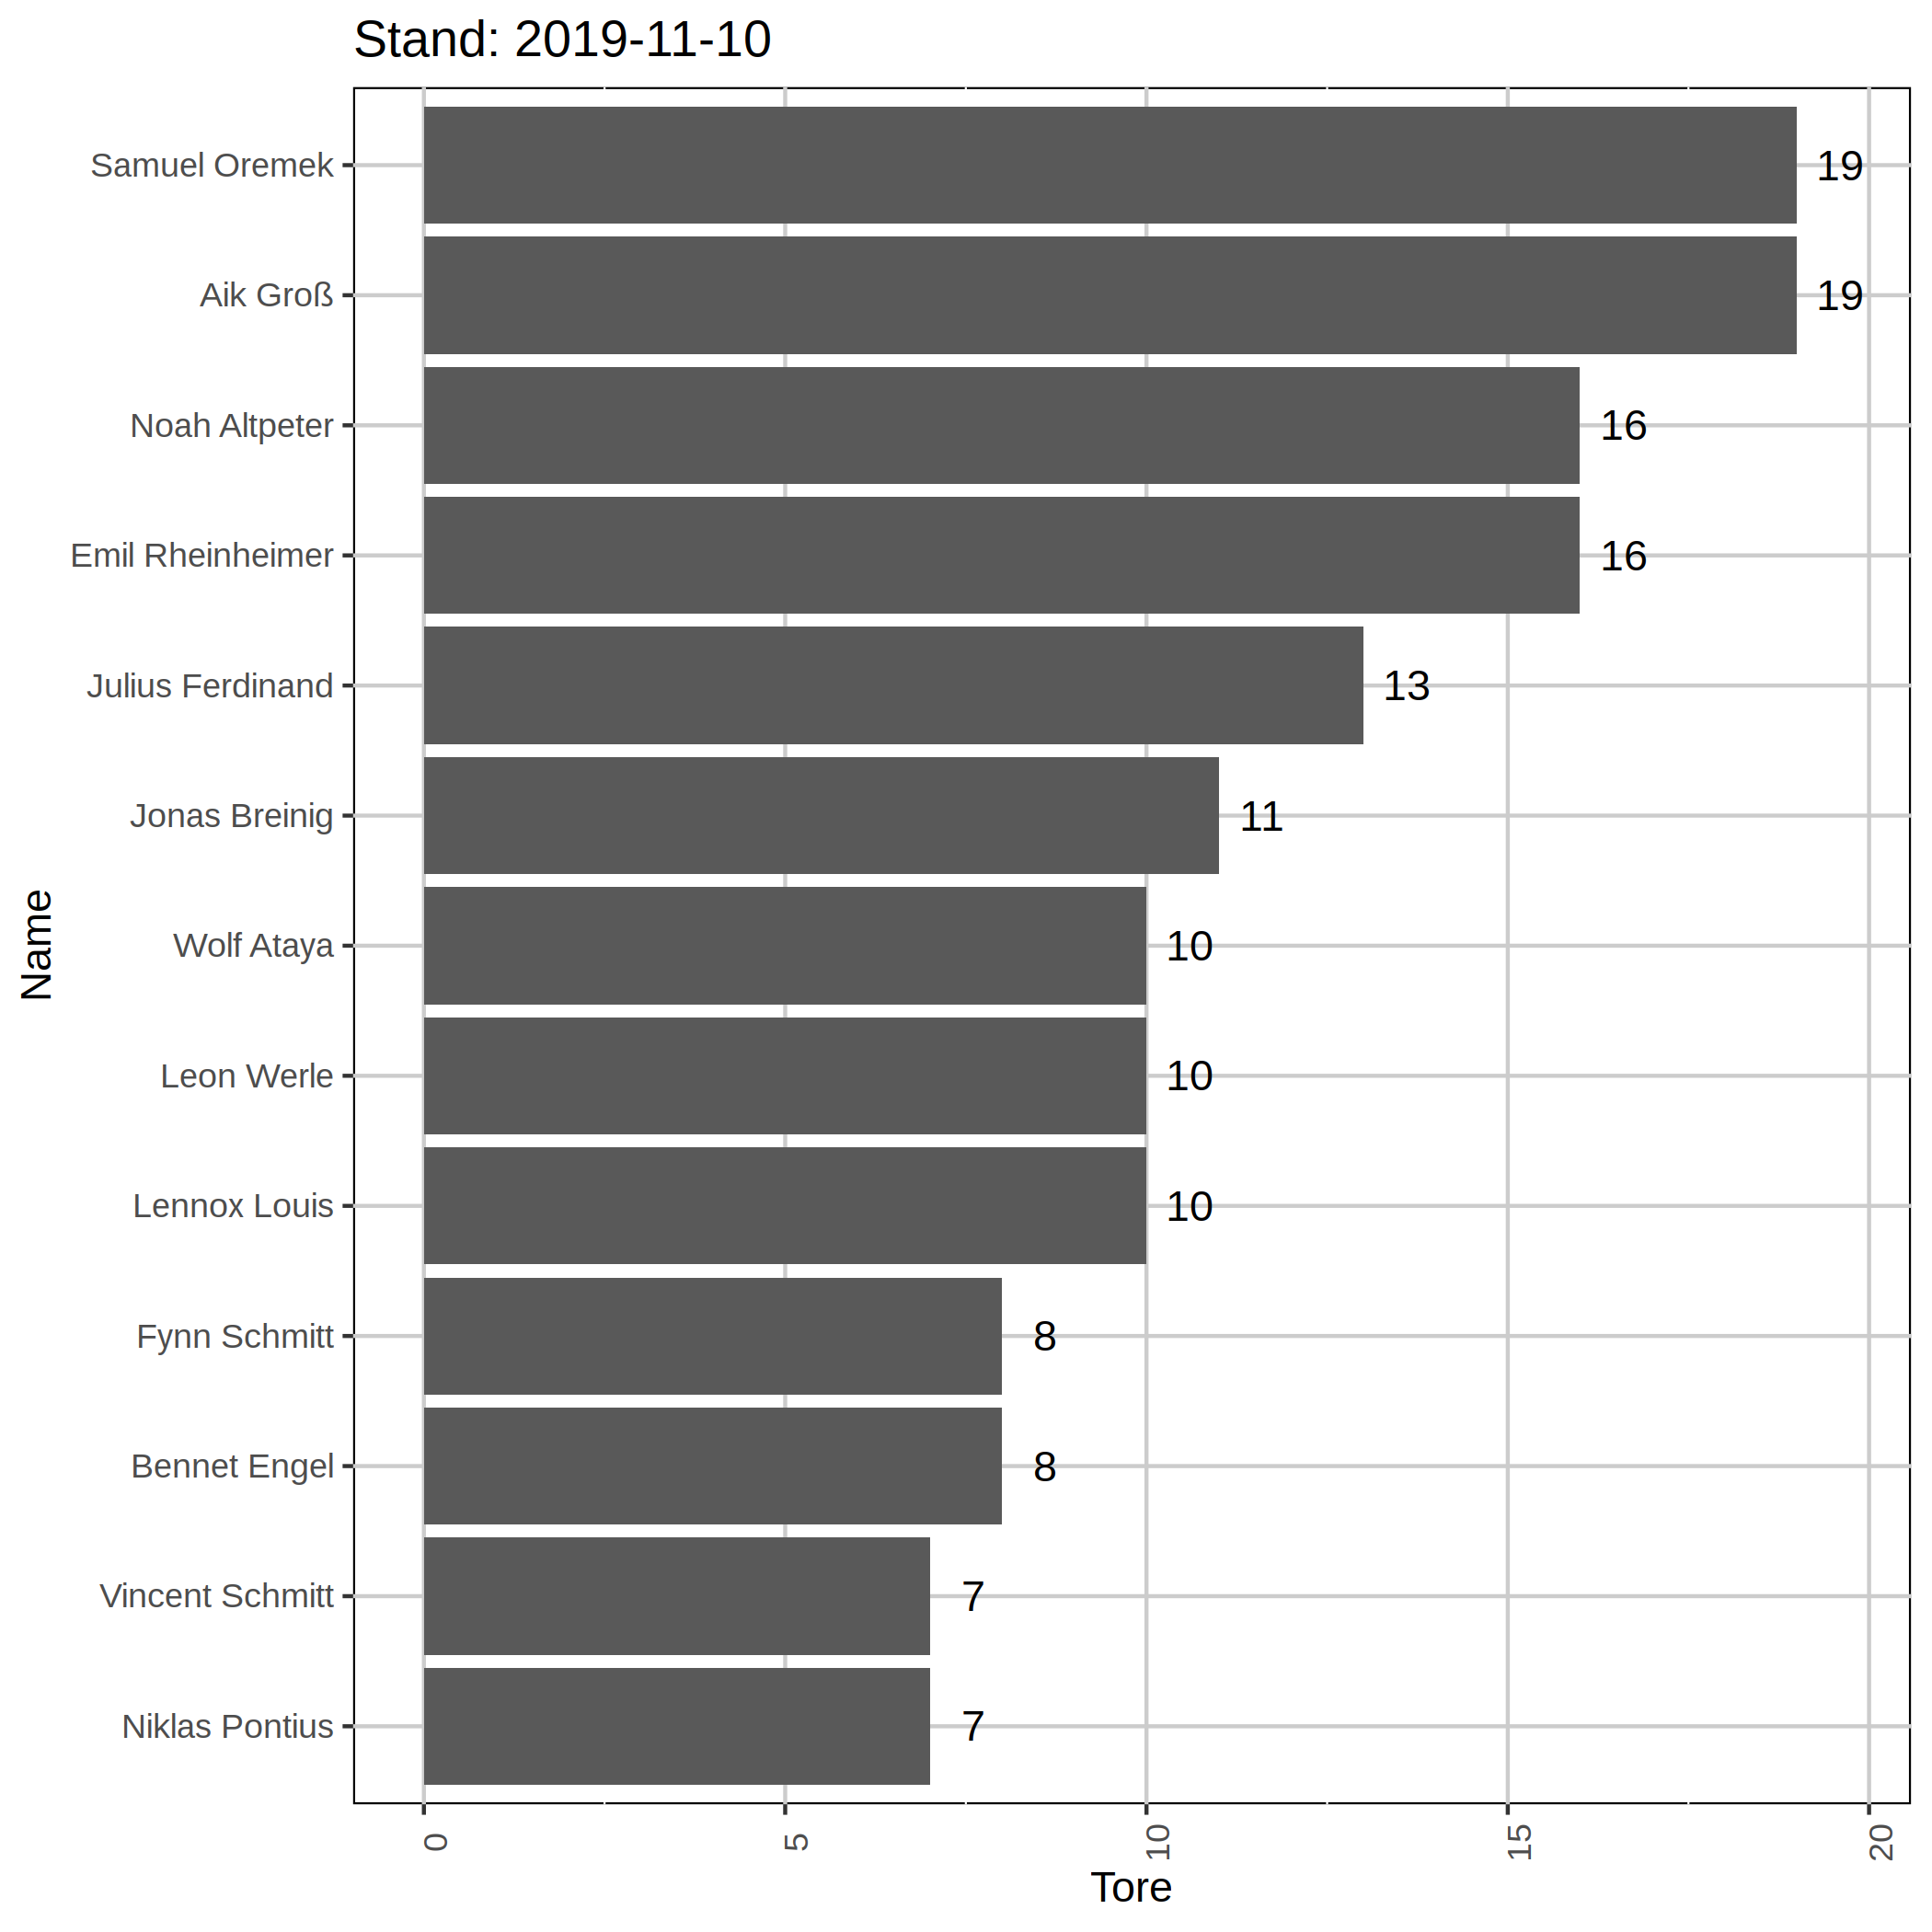 Stand: 2019-11-10
Samuel Oremek 19
Aik Groß 19
Noah Altpeter 16
Emil Rheinheimer 16
Julius Ferdinand 13
Jonas Breinig 11
Wolf Ataya 10
Leon Werle 10
Lennox Louis 10
Fynn Schmitt 8
Bennet Engel 8
Vincent Schmitt 7
Niklas Pontius 7
Name
0 5 10 15 20
Tore